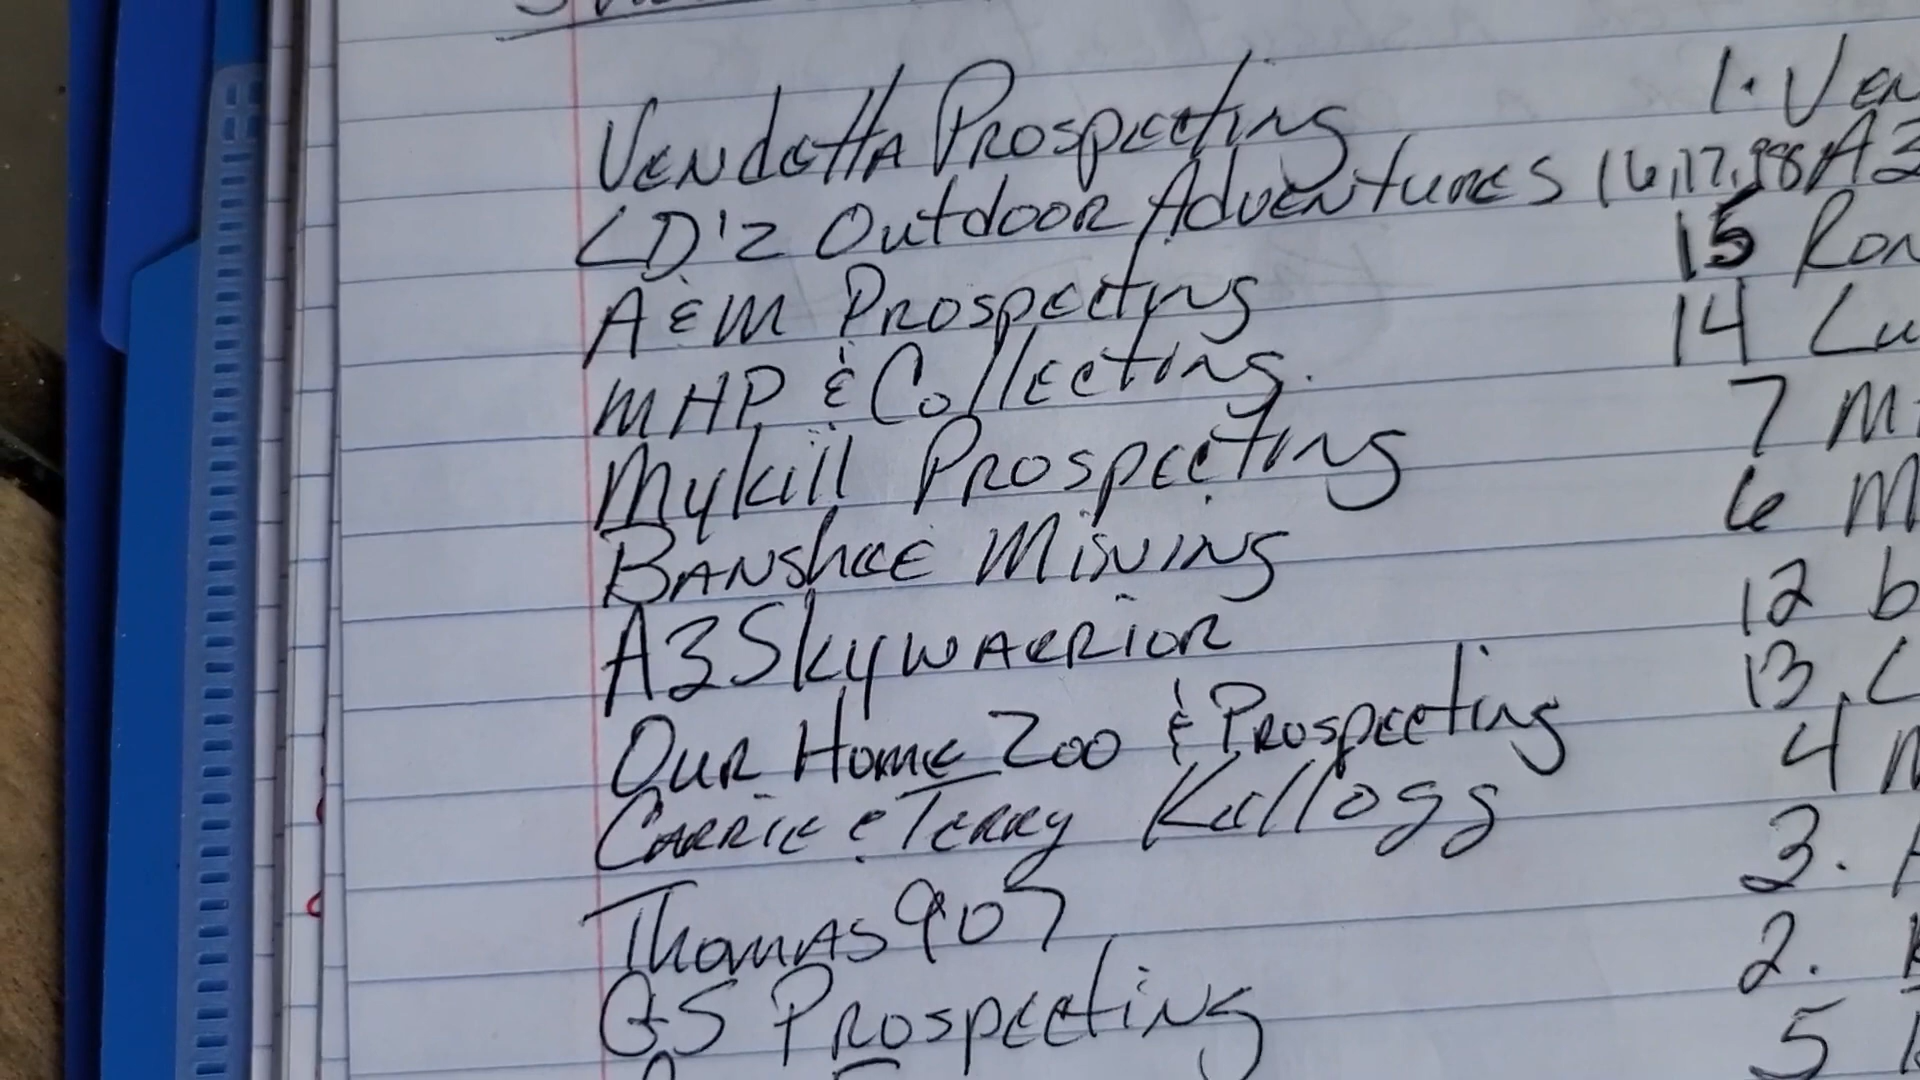 Vendetta Prospecting
LD'z Outdoor Adventures
A & M Prospecting
MHP & Collecting.
Mykill Prospecting
Banshee Mining
A3Skywarrior
Our Home Zoo & Prospecting
Carrie & Terry Kellogg
Thomas907
GS Prospecting
1. Ven
16,17,18 A3
15 Ron
14 Lu
7 M
6 M
12 b
13 L
4 M
3.
2.
5